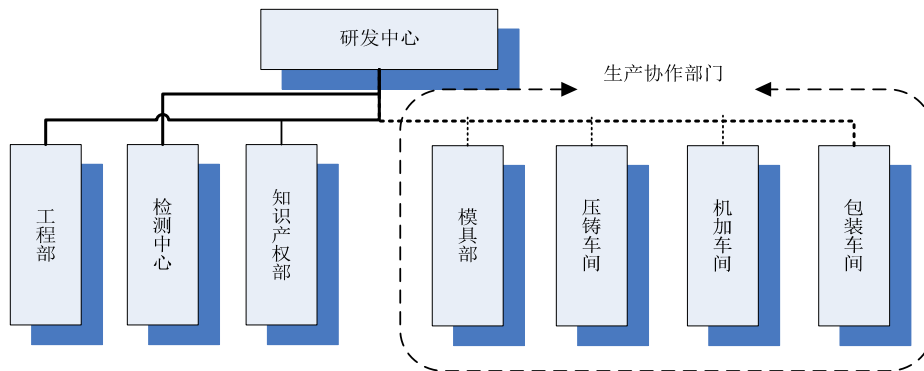 研发中心
生产协作部门
工程部
检测中心
知识产权部
模具部
压铸车间
机加车间
包装车间